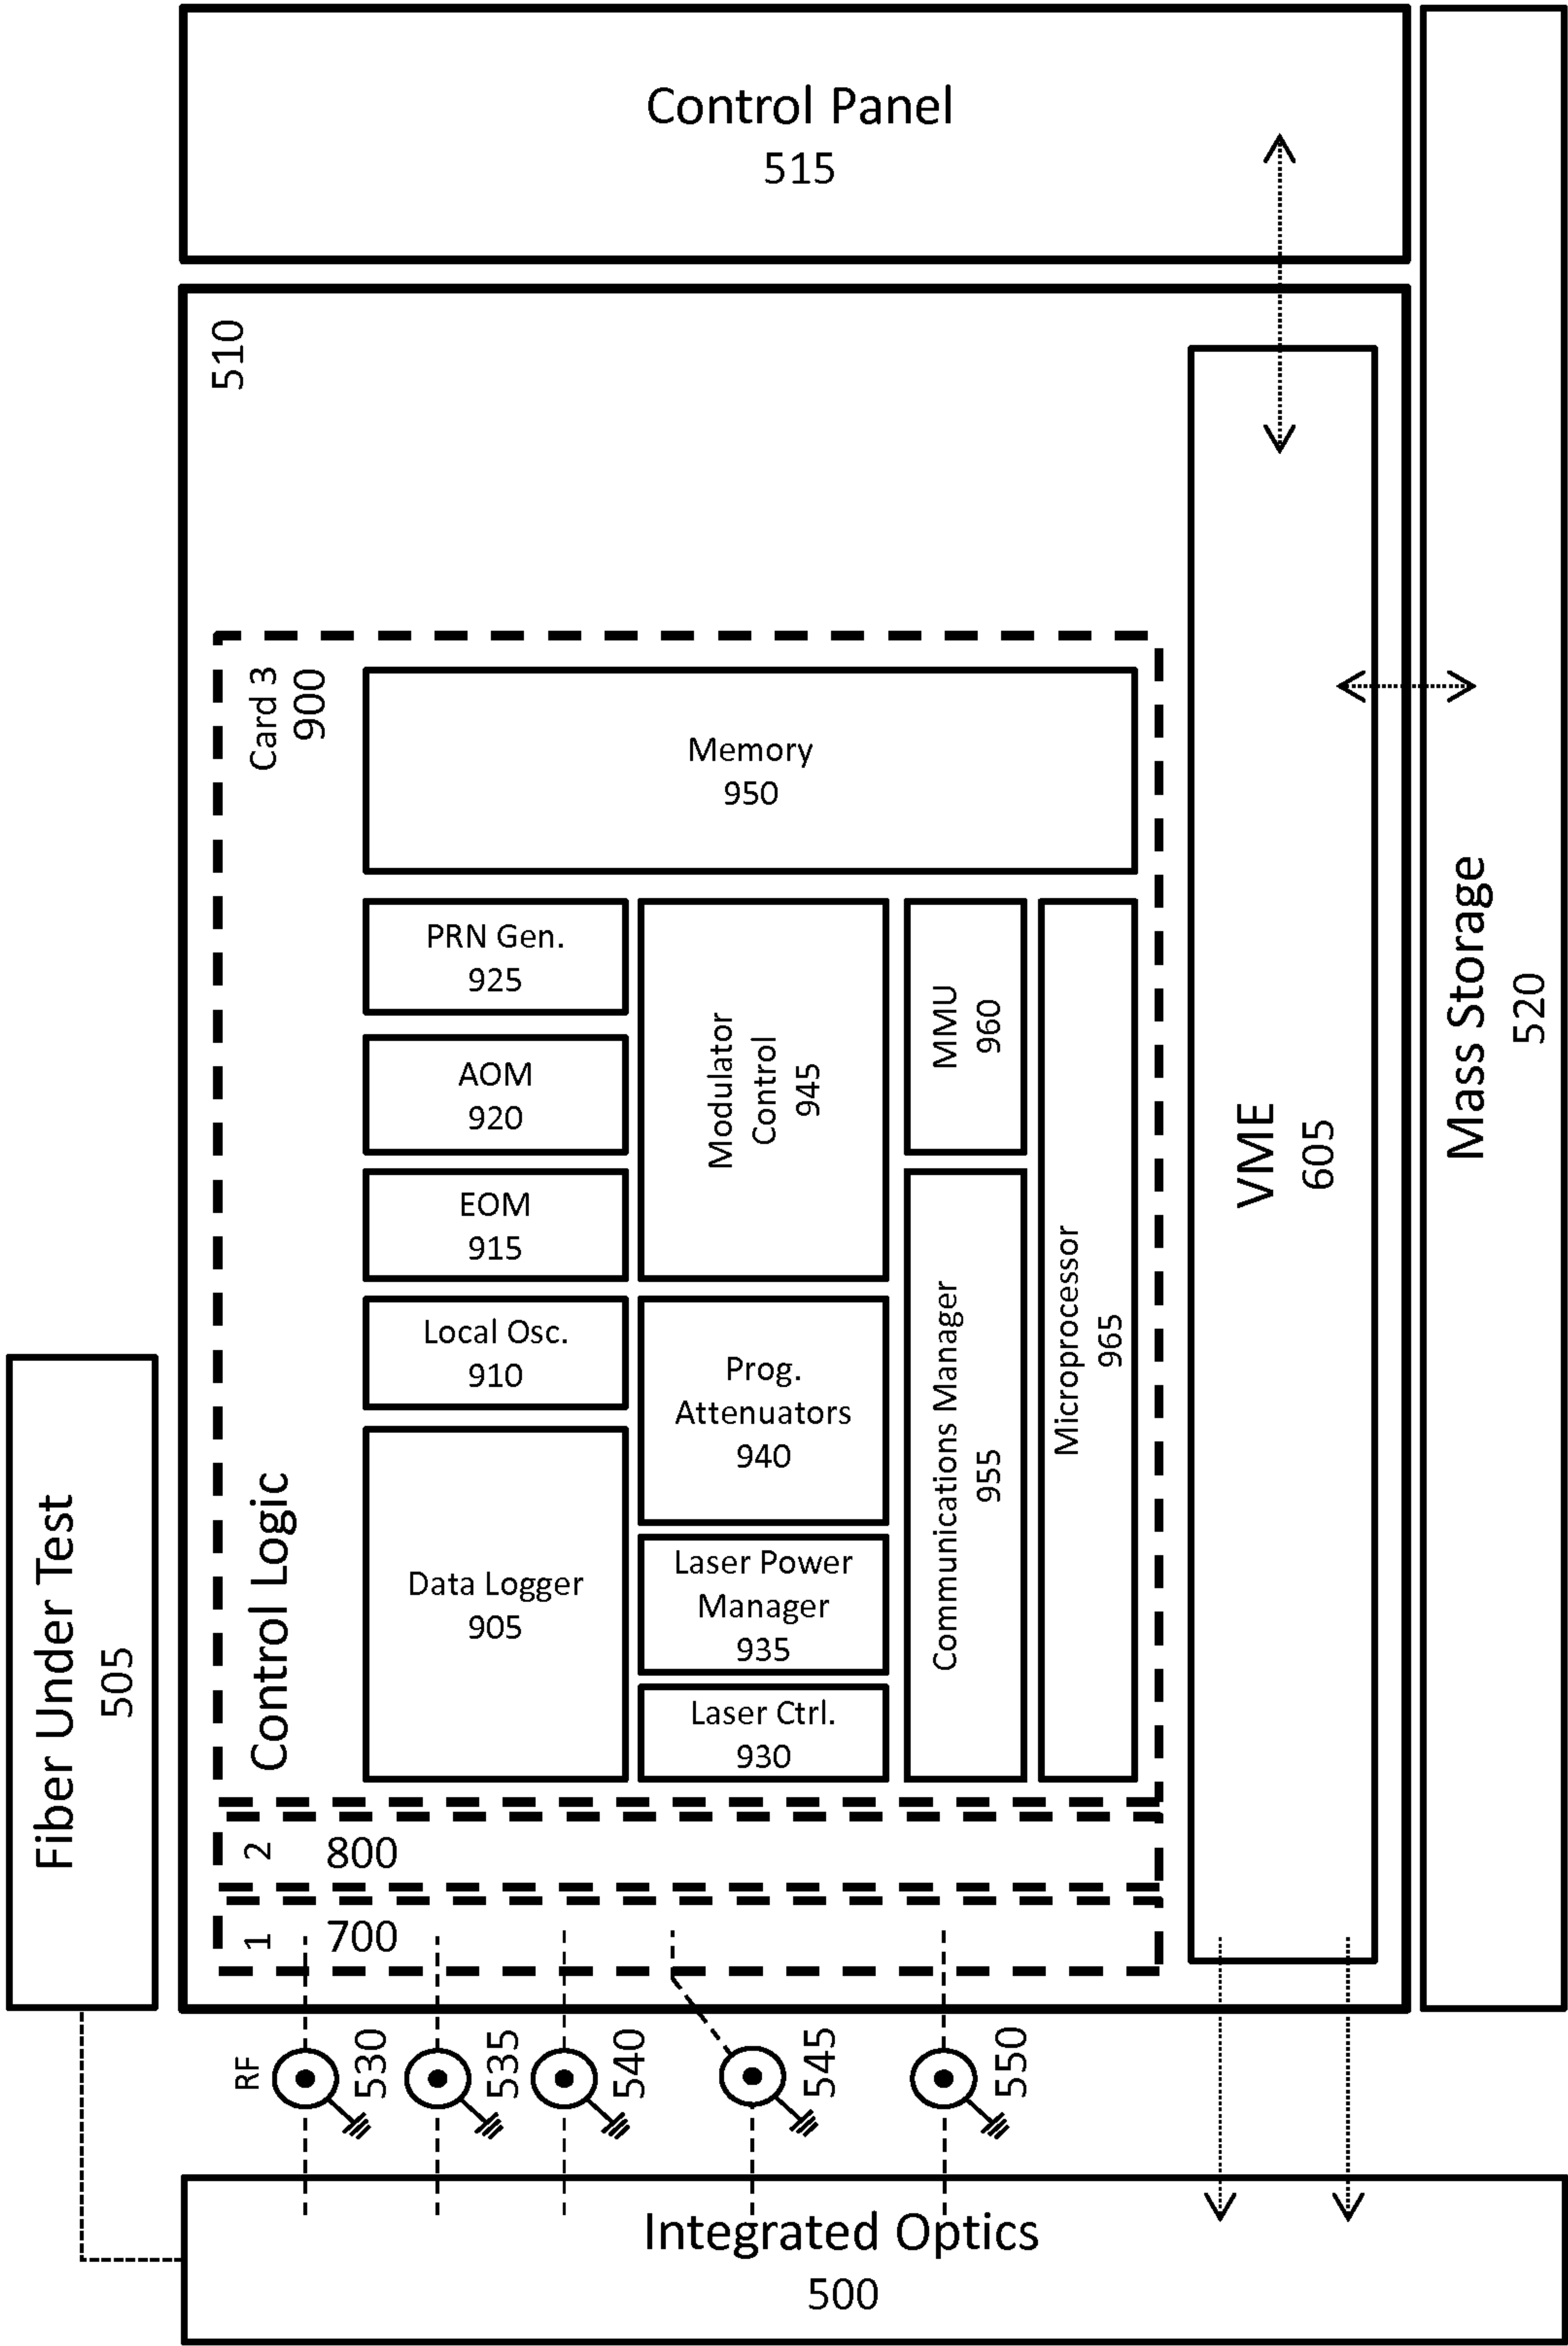 Control Panel
515
510
Card 3
900
Control Logic
Memory
950
PRN Gen.
925
AOM
920
EOM
915
Local Osc.
910
Data Logger
905
Modulator
Control
945
Prog.
Attenuators
940
Laser Power
Manager
935
Laser Ctrl.
930
MMU
960
Communications Manager
955
Microprocessor
965
VME
605
Mass Storage
520
Fiber Under Test
505
2
800
1
700
RF
530
535
540
545
550
Integrated Optics
500